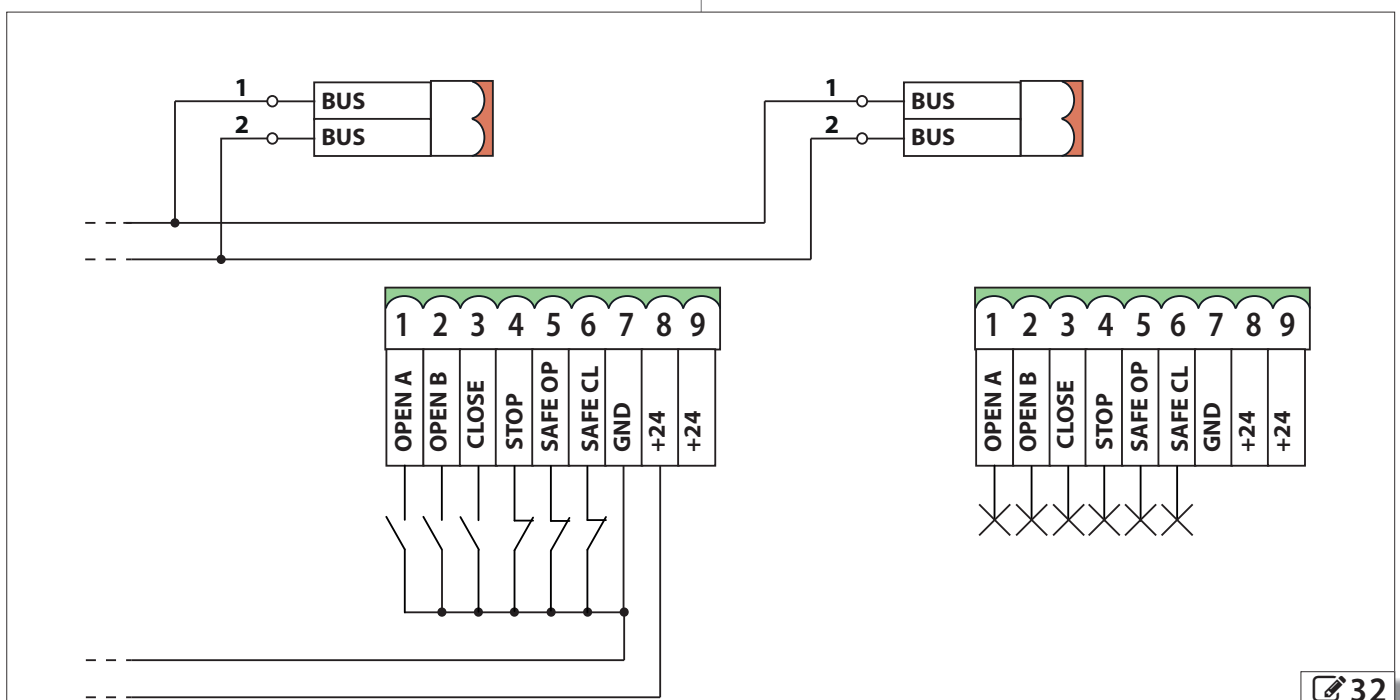 1 BUS
2 BUS
1 BUS
2 BUS
1 2 3 4 5 6 7 8 9
OPEN A
OPEN B
CLOSE
STOP
SAFE OP
SAFE CL
GND
+24
+24
1 2 3 4 5 6 7 8 9
OPEN A
OPEN B
CLOSE
STOP
SAFE OP
SAFE CL
GND
+24
+24
32